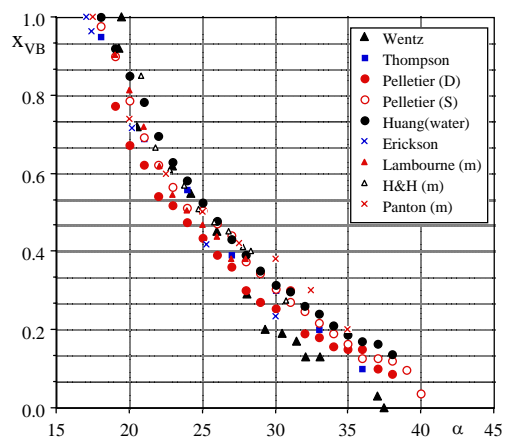 X_VB
1.0
0.8
0.6
0.4
0.2
0.0
Wentz
Thompson
Pelletier (D)
Pelletier (S)
Huang(water)
Erickson
Lambourne (m)
H&H (m)
Panton (m)
15 20 25 30 35 α 40 45